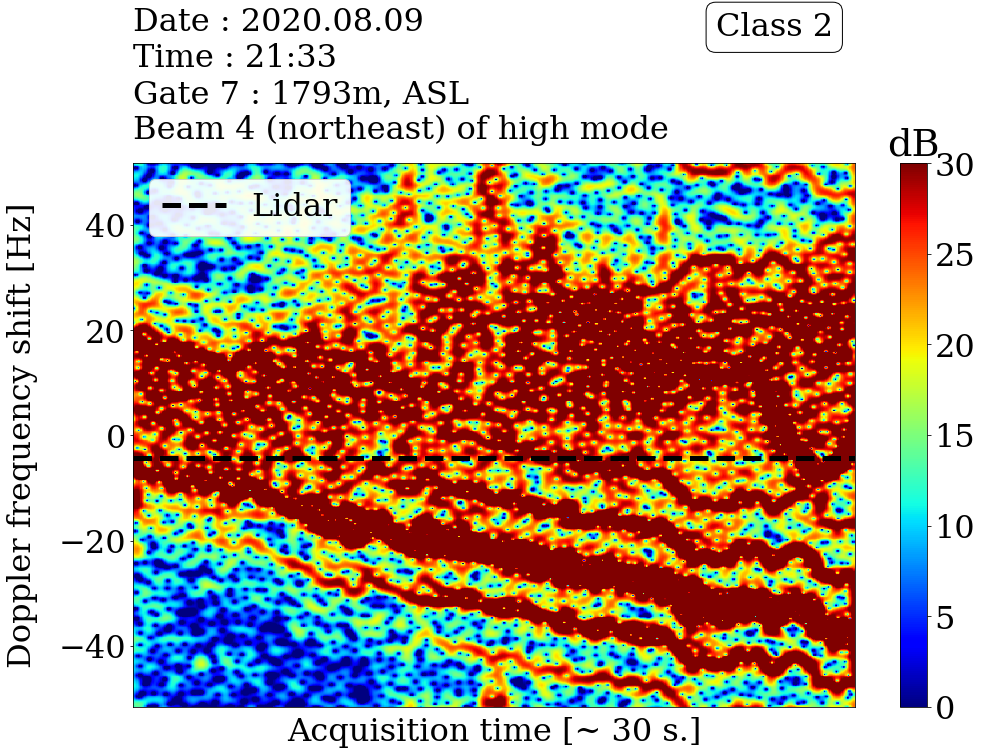 Date : 2020.08.09
Time : 21:33
Gate 7 : 1793m, ASL
Beam 4 (northeast) of high mode
Class 2
dB
Lidar
Doppler frequency shift [Hz]
40
20
0
−20
−40
Acquisition time [~ 30 s.]
30
25
20
15
10
5
0